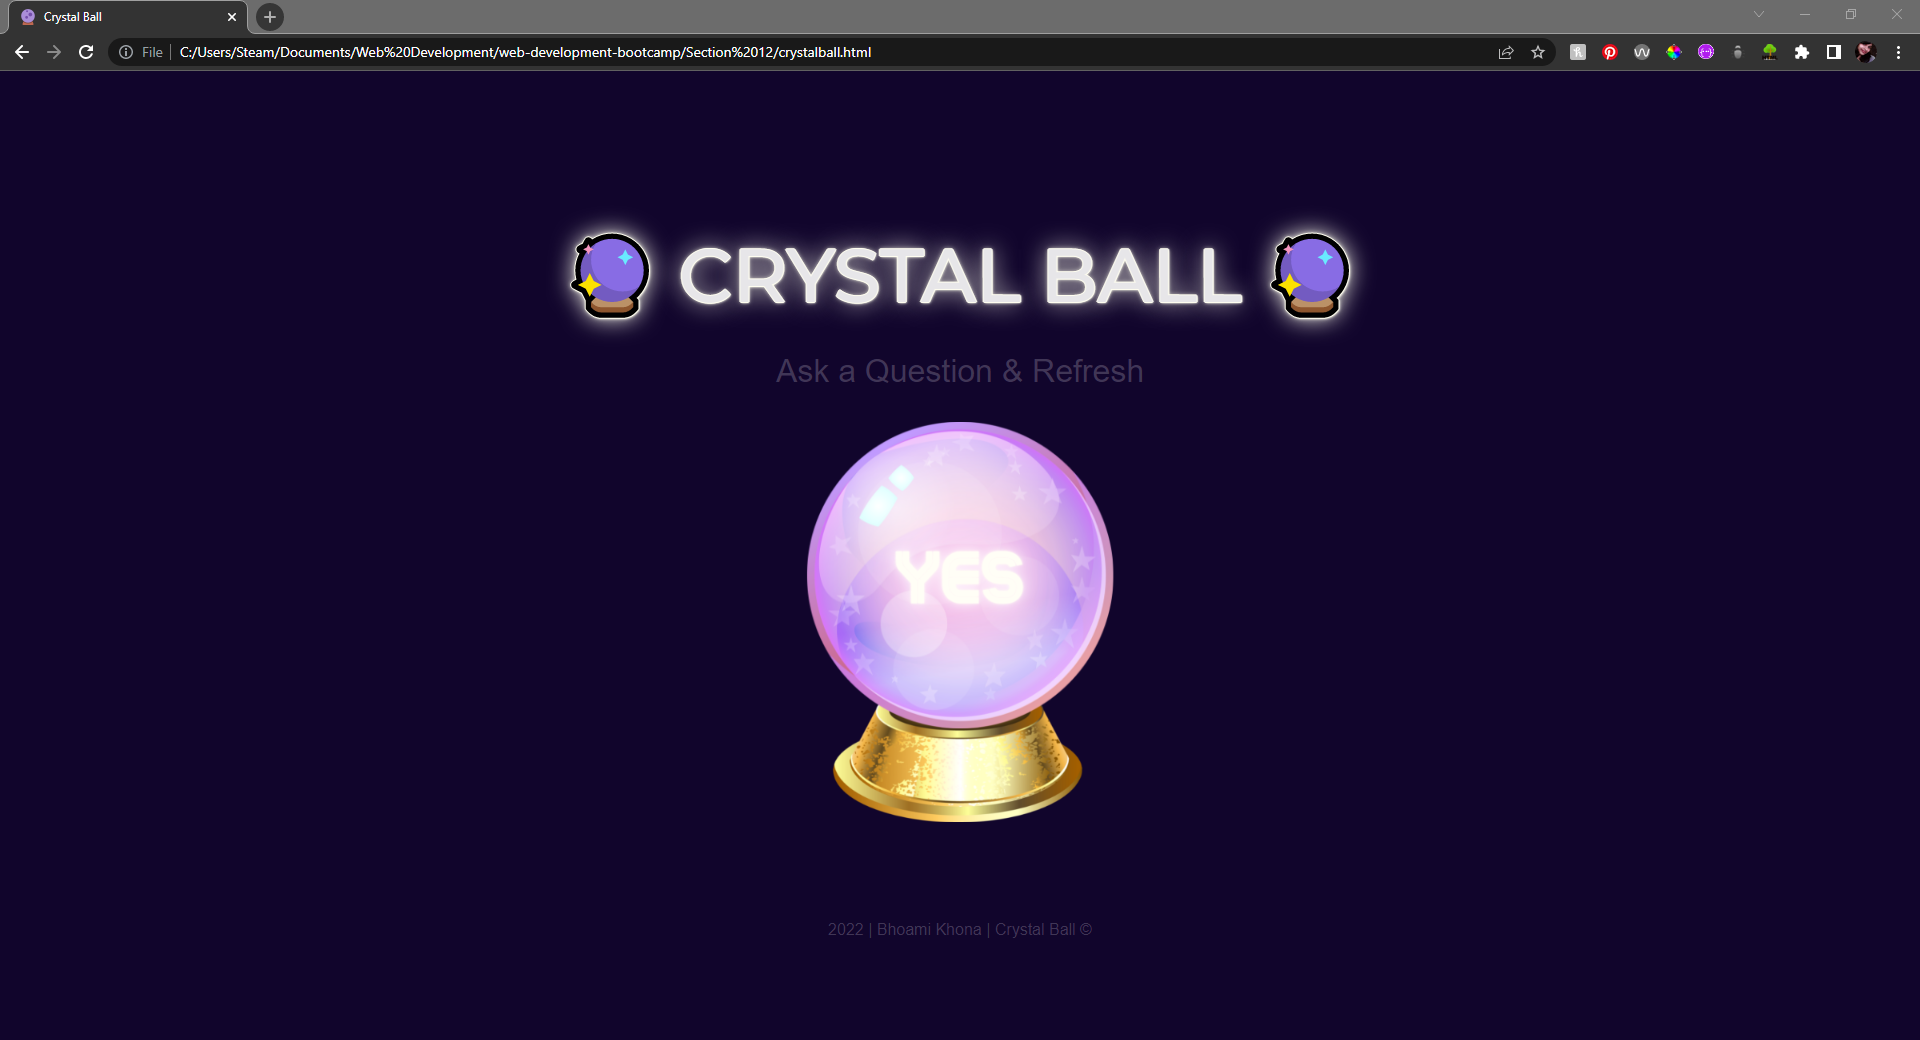 Crystal Ball
File
C:/Users/Steam/Documents/Web%20Development/web-development-bootcamp/Section%2012/crystalball.html
CRYSTAL BALL
Ask a Question & Refresh
YES
2022 | Bhoami Khona | Crystal Ball ©